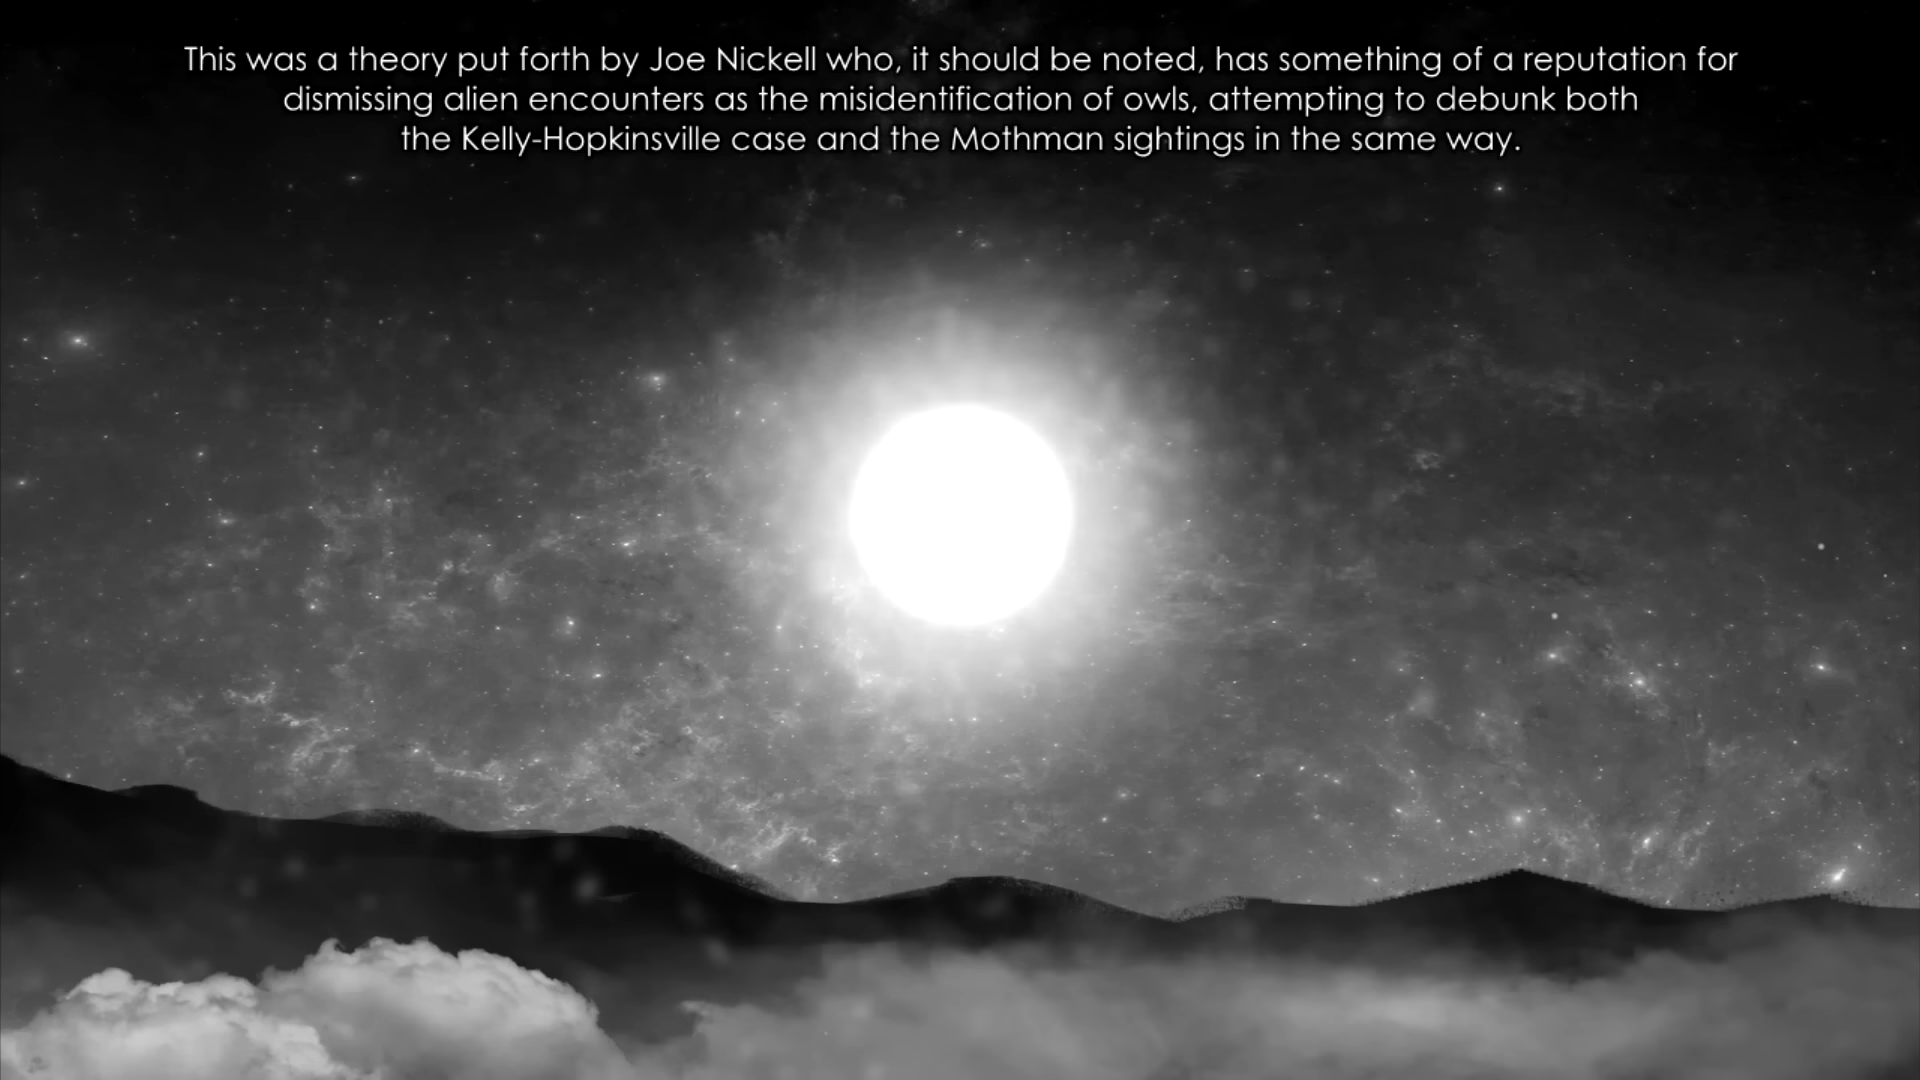 This was a theory put forth by Joe Nickell who, it should be noted, has something of a reputation for
dismissing alien encounters as the misidentification of owls, attempting to debunk both
the Kelly-Hopkinsville case and the Mothman sightings in the same way.